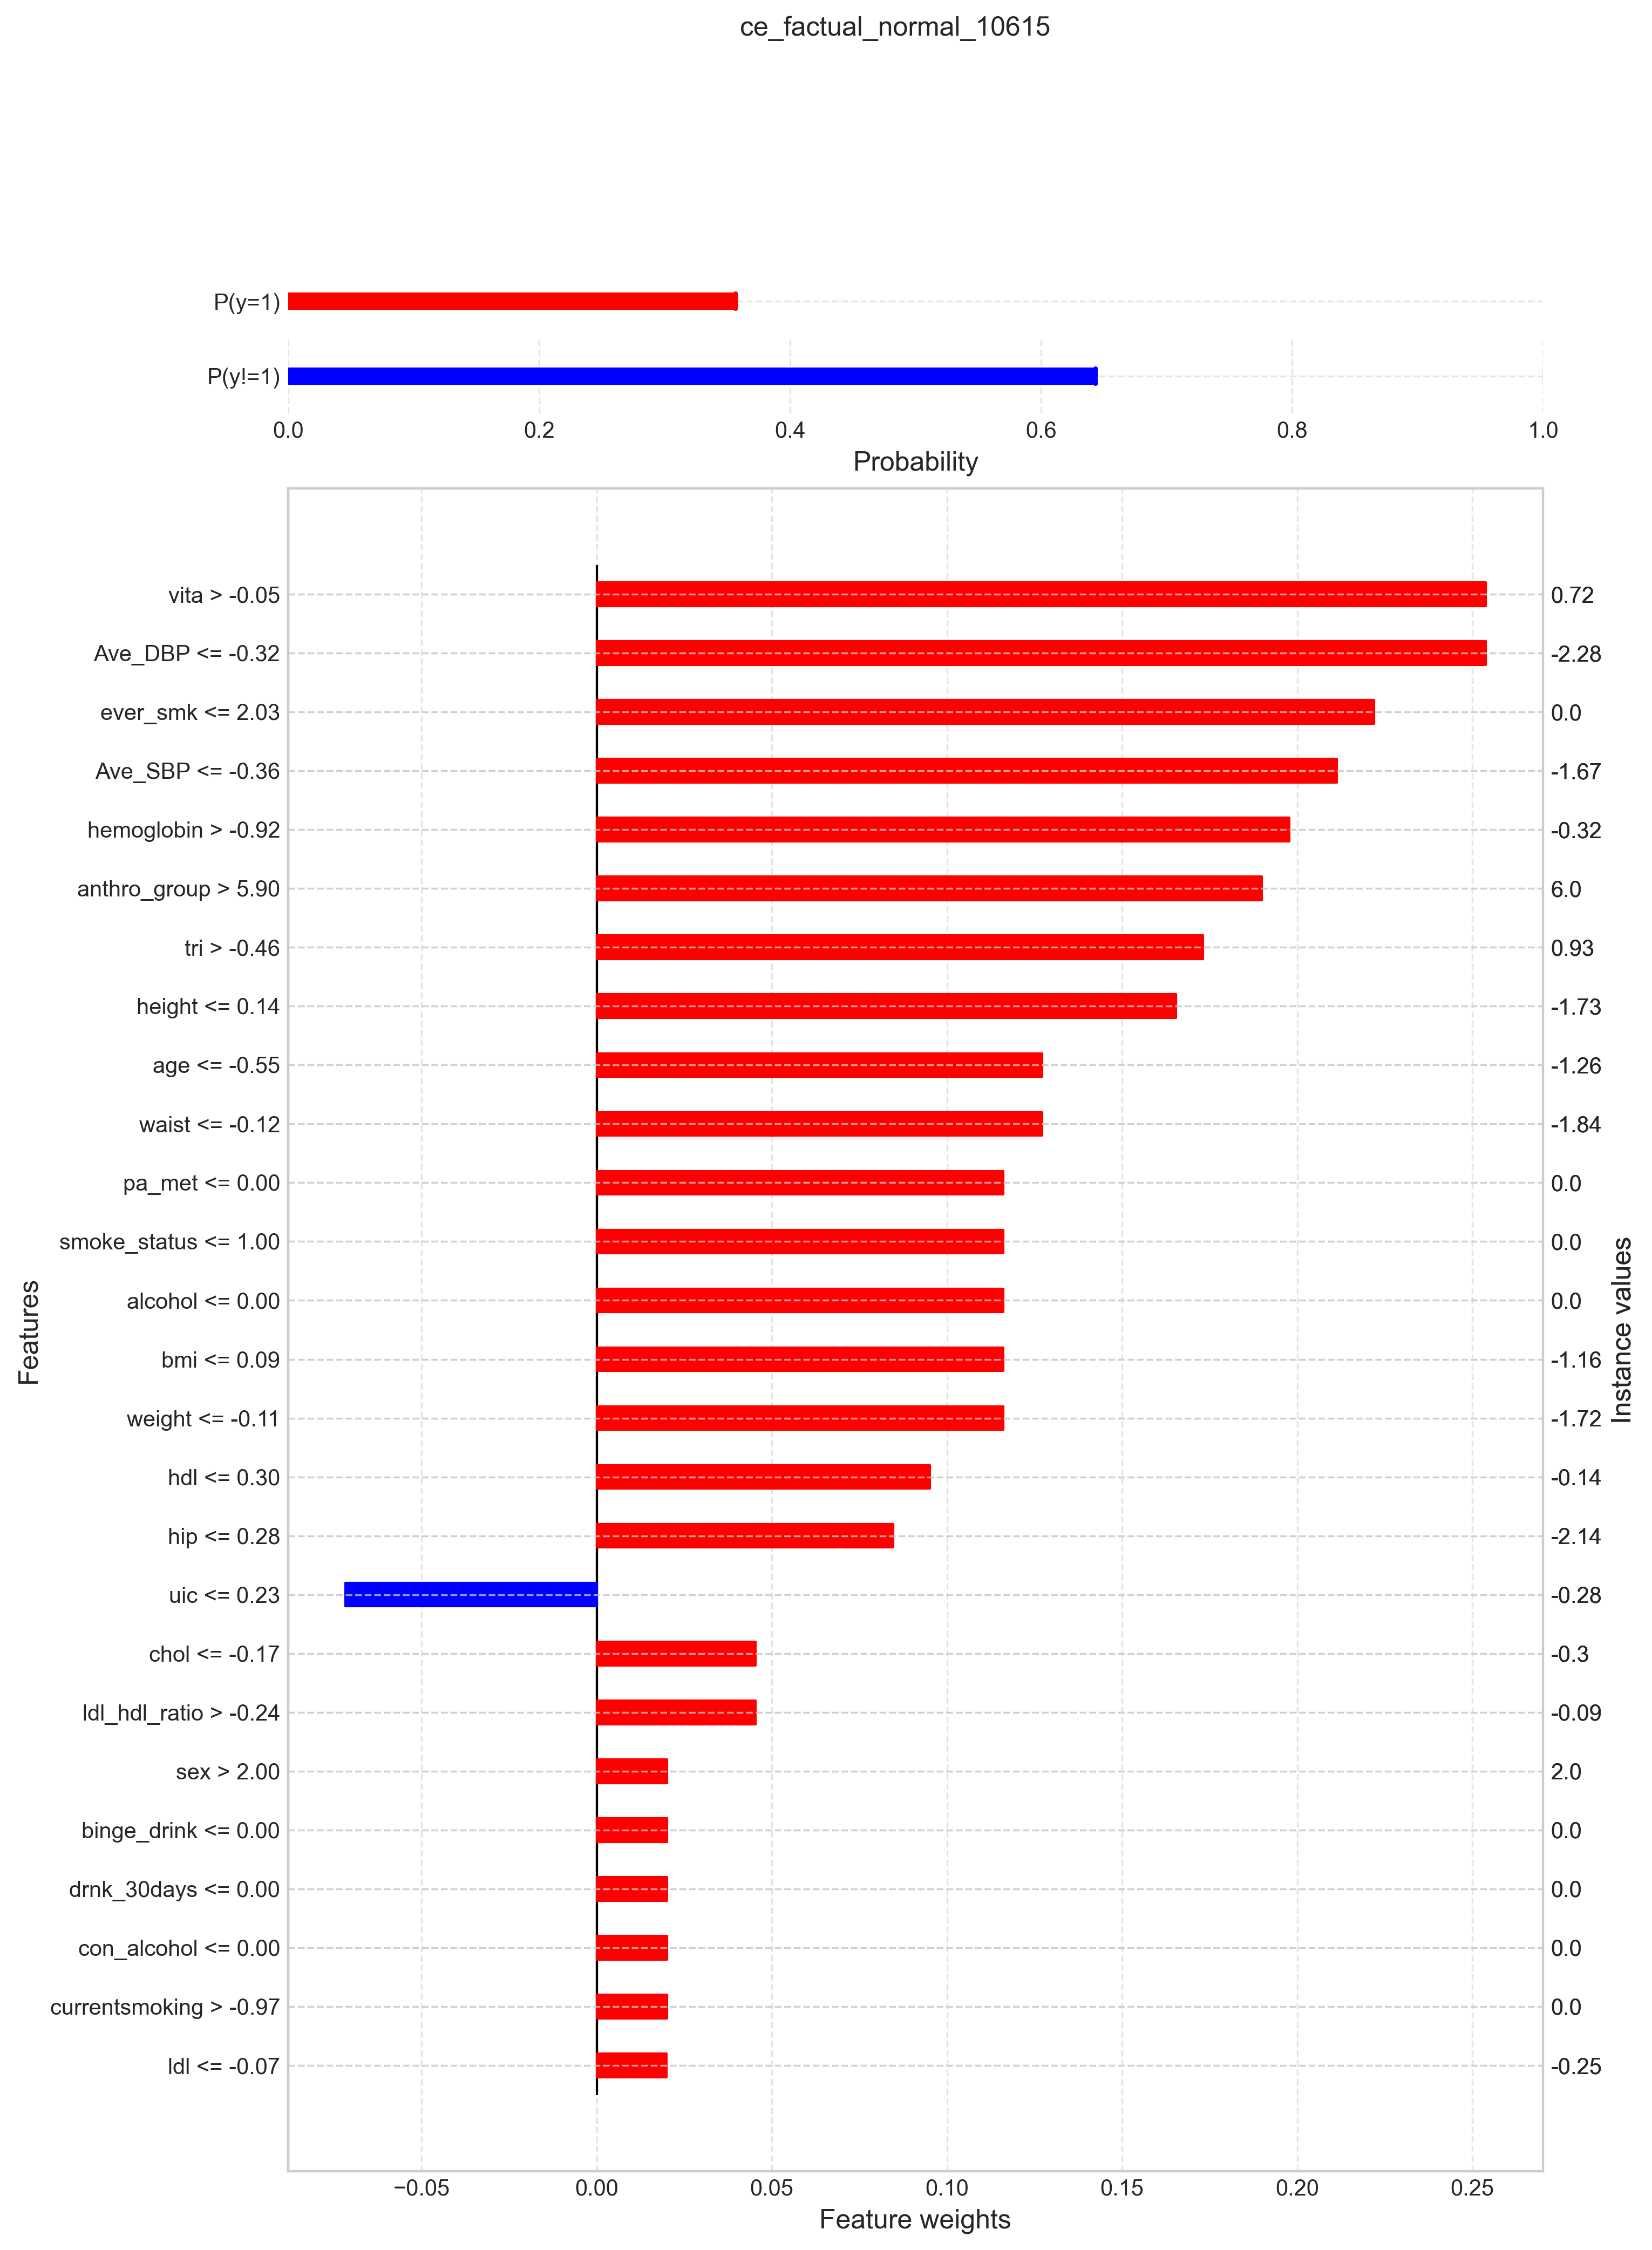 ce_factual_normal_10615
P(y=1)
P(y!=1)
0.0 0.2 0.4 0.6 0.8 1.0
Probability
vita > -0.05 0.72
Ave_DBP <= -0.32 -2.28
ever_smk <= 2.03 0.0
Ave_SBP <= -0.36 -1.67
hemoglobin > -0.92 -0.32
anthro_group > 5.90 6.0
tri > -0.46 0.93
height <= 0.14 -1.73
age <= -0.55 -1.26
waist <= -0.12 -1.84
pa_met <= 0.00 0.0
smoke_status <= 1.00 0.0
alcohol <= 0.00 0.0
bmi <= 0.09 -1.16
weight <= -0.11 -1.72
hdl <= 0.30 -0.14
hip <= 0.28 -2.14
uic <= 0.23 -0.28
chol <= -0.17 -0.3
ldl_hdl_ratio > -0.24 -0.09
sex > 2.00 2.0
binge_drink <= 0.00 0.0
drnk_30days <= 0.00 0.0
con_alcohol <= 0.00 0.0
currentsmoking > -0.97 0.0
ldl <= -0.07 -0.25
Features
Instance values
−0.05 0.00 0.05 0.10 0.15 0.20 0.25
Feature weights